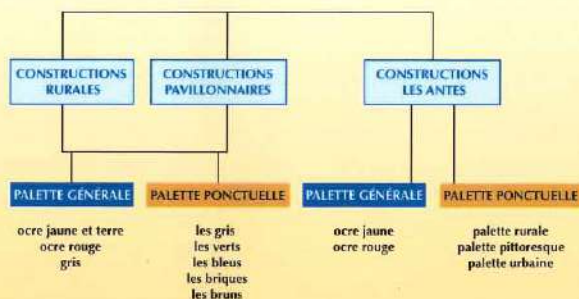 CONSTRUCTIONS
RURALES
CONSTRUCTIONS
PAVILLONNAIRES
CONSTRUCTIONS
LES ANTES
PALETTE GÉNÉRALE
ocre jaune et terre
ocre rouge
gris
PALETTE PONCTUELLE
les gris
les verts
les bleus
les briques
les bruns
PALETTE GÉNÉRALE
ocre jaune
ocre rouge
PALETTE PONCTUELLE
palette rurale
palette pittoresque
palette urbaine